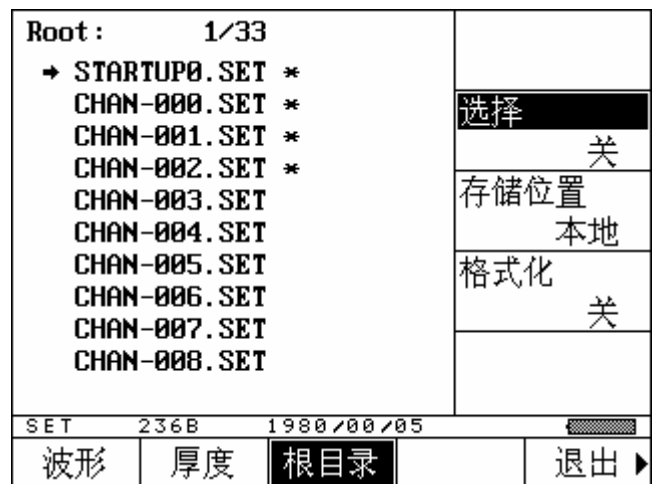 Root: 1/33
→ STARTUP0.SET *
CHAN-000.SET *
CHAN-001.SET *
CHAN-002.SET *
CHAN-003.SET
CHAN-004.SET
CHAN-005.SET
CHAN-006.SET
CHAN-007.SET
CHAN-008.SET
选择
关
存储位置
本地
格式化
关
SET 236B 1980/00/05
波形 厚度 根目录 退出